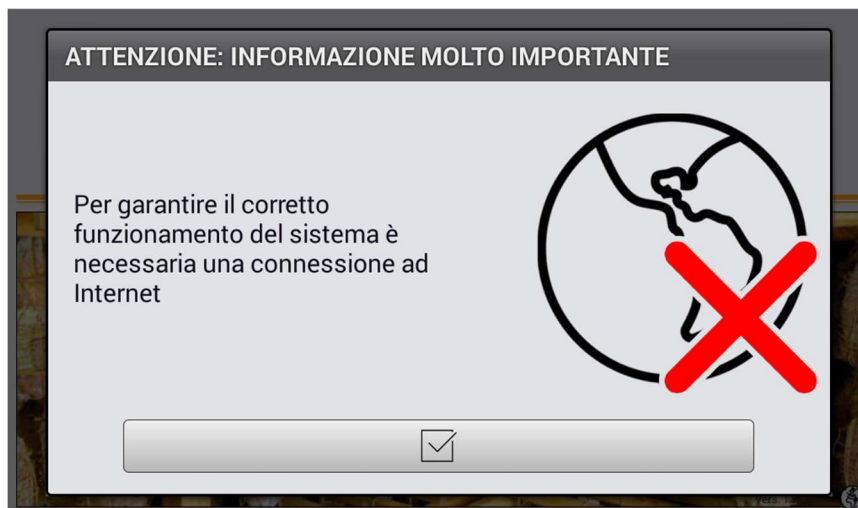 ATTENZIONE: INFORMAZIONE MOLTO IMPORTANTE
Per garantire il corretto
funzionamento del sistema è
necessaria una connessione ad
Internet